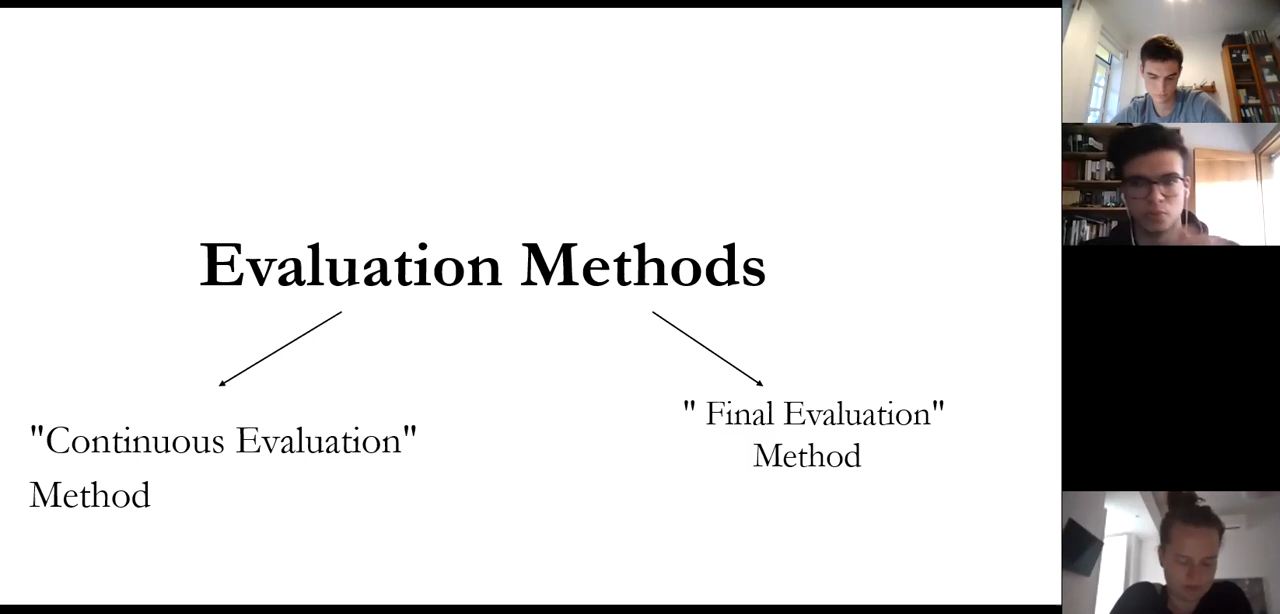 Evaluation Methods
"Continuous Evaluation"
Method
" Final Evaluation"
Method